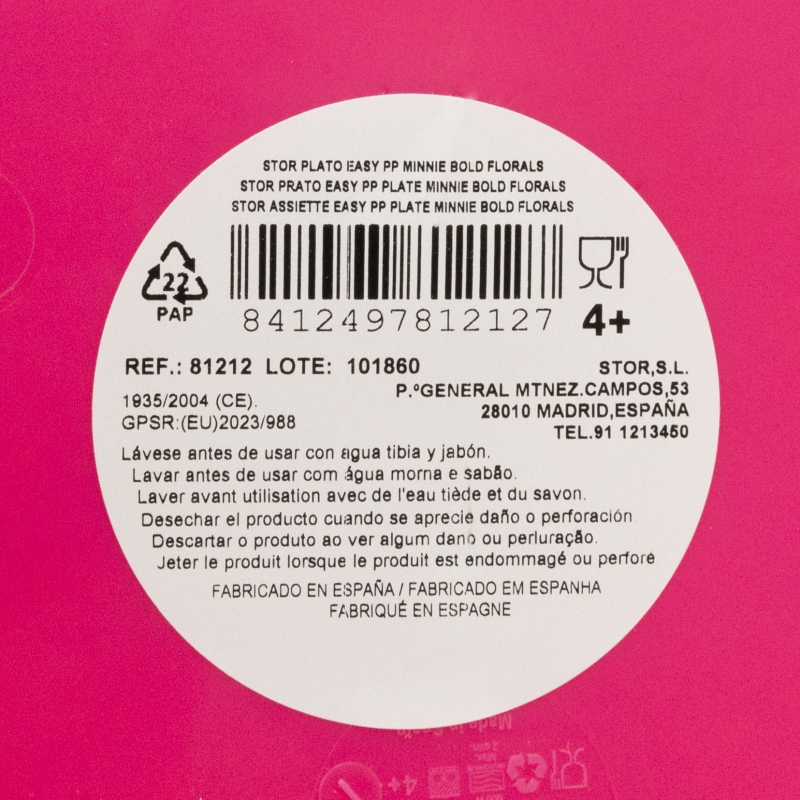 STOR PLATO EASY PP MINNIE BOLD FLORALS
STOR PRATO EASY PP PLATE MINNIE BOLD FLORALS
STOR ASSIETTE EASY PP PLATE MINNIE BOLD FLORALS
22
PAP
8412497812127
4+
REF.: 81212 LOTE: 101860
1935/2004 (CE).
GPSR:(EU)2023/988
STOR,S.L.
P.ºGENERAL MTNEZ.CAMPOS,53
28010 MADRID,ESPAÑA
TEL.91 1213450
Lávese antes de usar con agua tibia y jabón.
Lavar antes de usar com água morna e sabão.
Laver avant utilisation avec de l'eau tiède et du savon.
Desechar el producto cuando se aprecie daño o perforación
Descartar o produto ao ver algum dano ou perluração.
Jeter le produit lorsque le produit est endommagé ou perforé
FABRICADO EN ESPAÑA / FABRICADO EM ESPANHA
FABRIQUÉ EN ESPAGNE
Made in Spain
4+